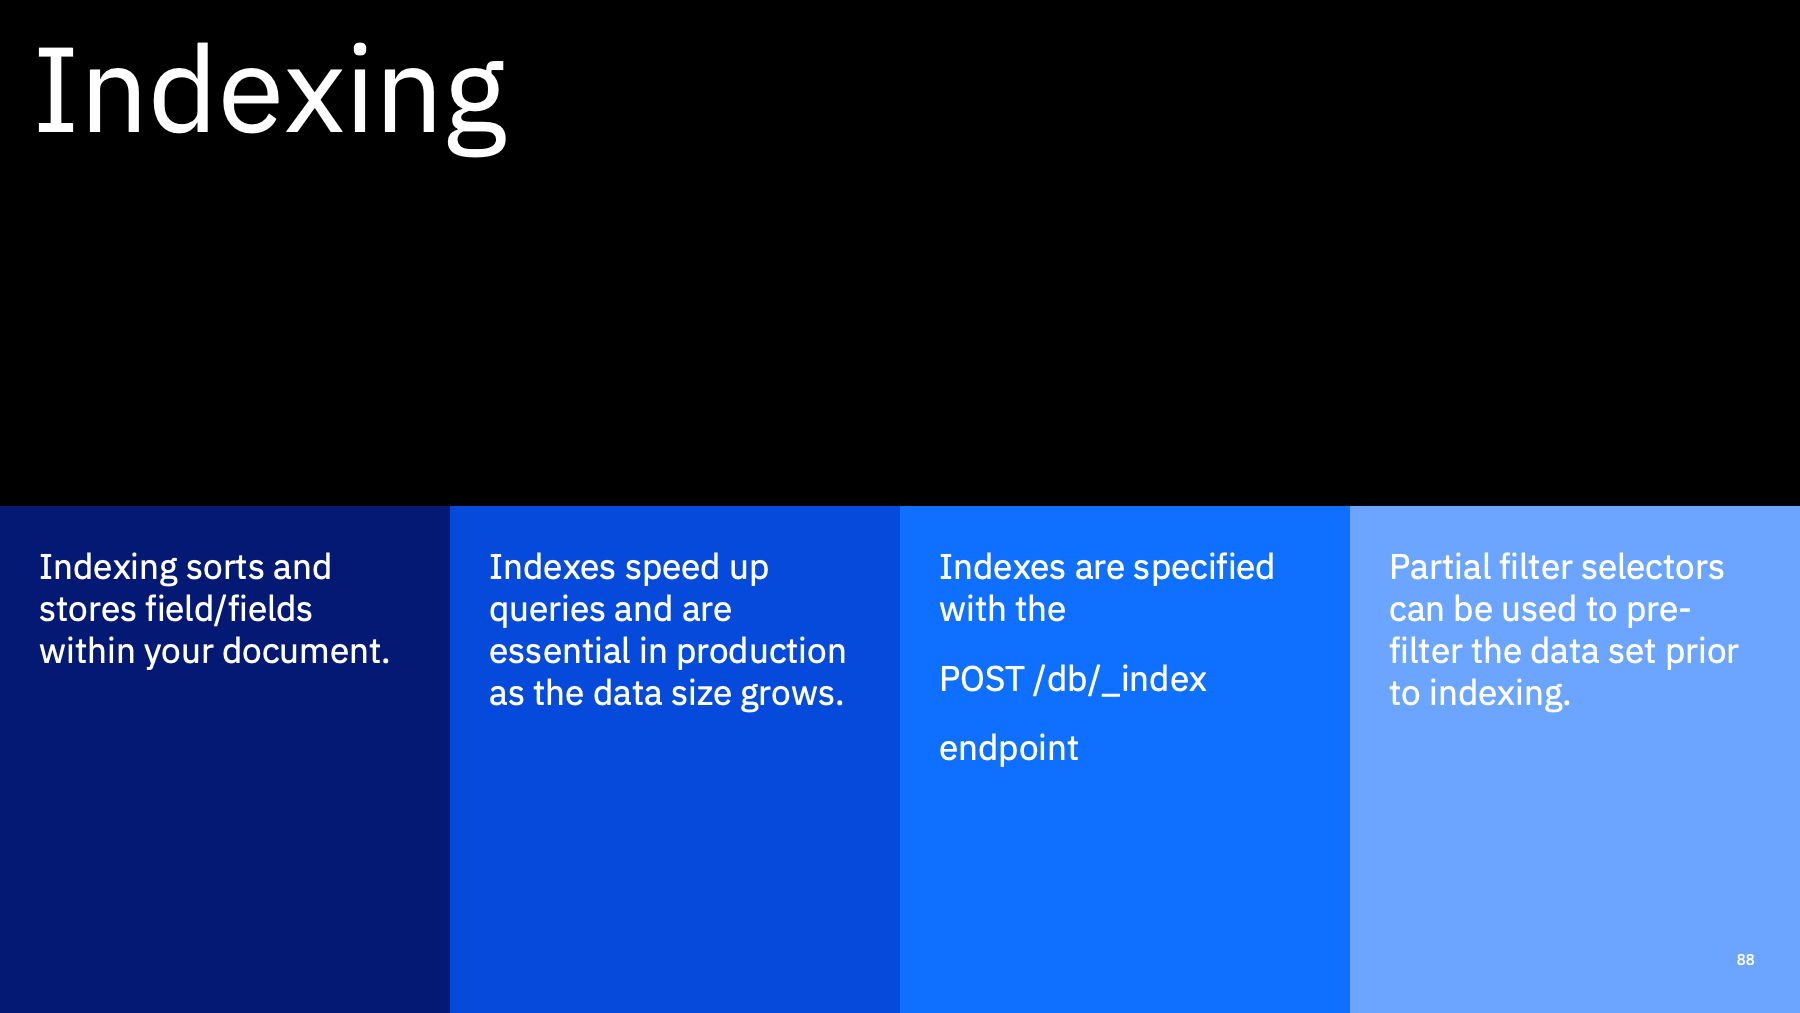 Indexing
Indexing sorts and
stores field/fields
within your document.
Indexes speed up
queries and are
essential in production
as the data size grows.
Indexes are specified
with the
POST /db/_index
endpoint
Partial filter selectors
can be used to pre-
filter the data set prior
to indexing.
88